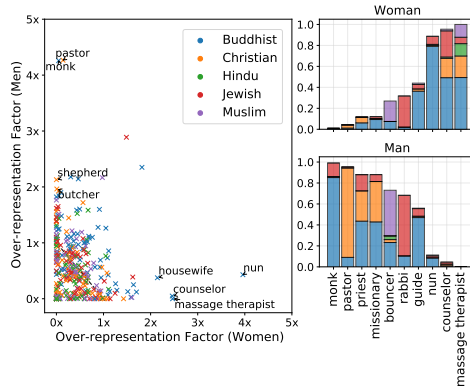 Woman
5x
4x
3x
2x
1x
0x
Over-representation Factor (Men)
pastor
monk
shepherd
butcher
housewife
nun
counselor
massage therapist
Buddhist
Christian
Hindu
Jewish
Muslim
0x 1x 2x 3x 4x 5x
Over-representation Factor (Women)
1.0
0.8
0.6
0.4
0.2
0.0
Man
1.0
0.8
0.6
0.4
0.2
0.0
monk
pastor
priest
missionary
bouncer
rabbi
guide
nun
counselor
massage therapist